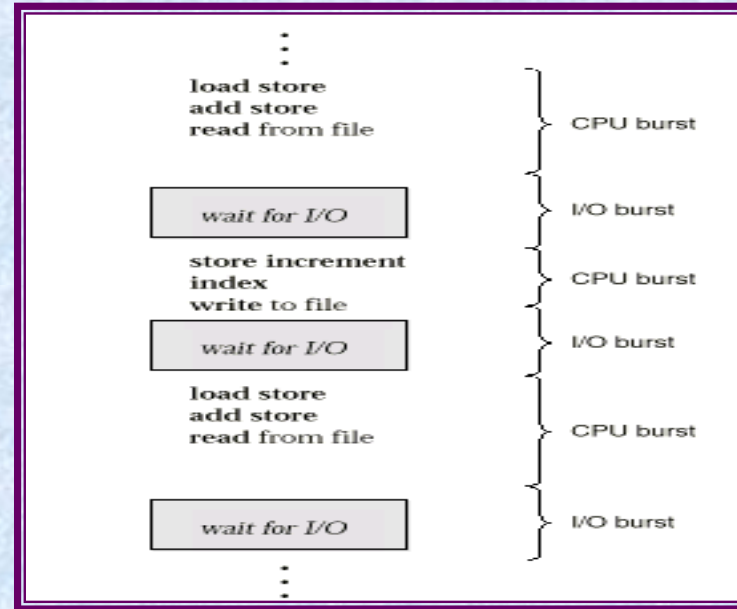 load store
add store
read from file
CPU burst
wait for I/O
I/O burst
store increment
index
write to file
CPU burst
wait for I/O
I/O burst
load store
add store
read from file
CPU burst
wait for I/O
I/O burst